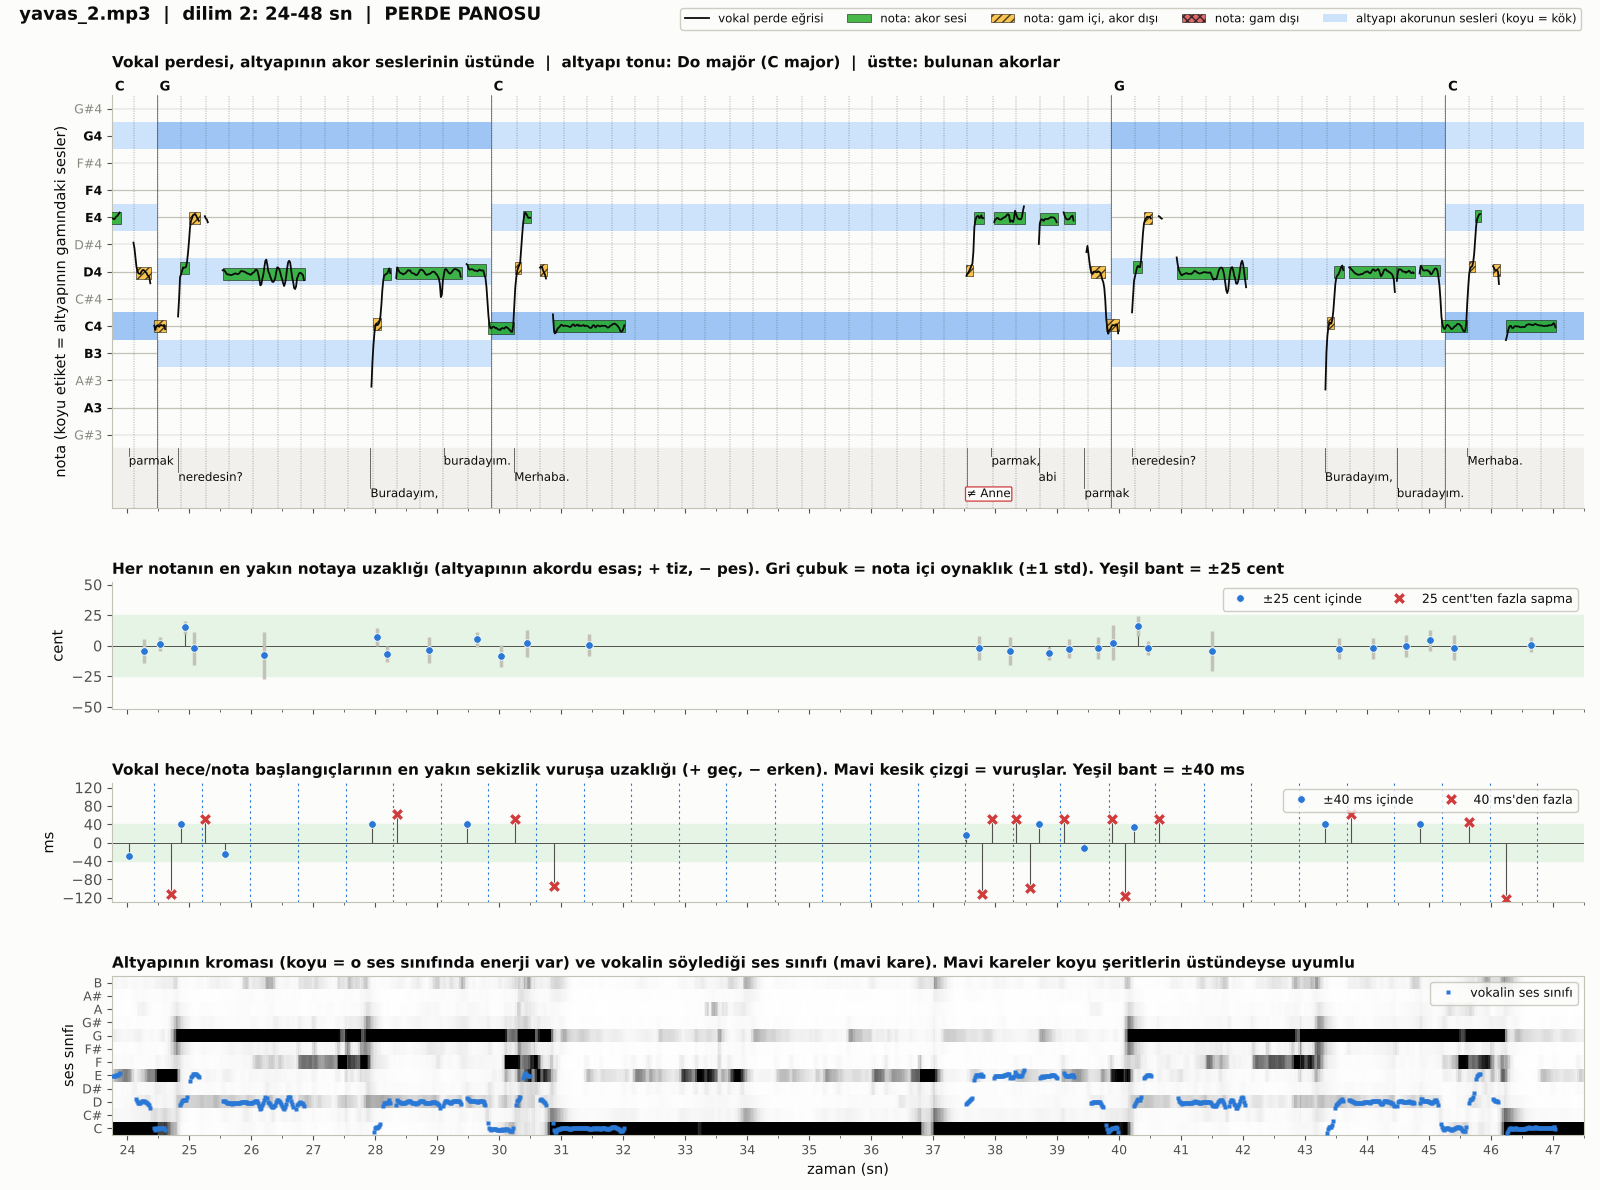 yavas_2.mp3 | dilim 2: 24-48 sn | PERDE PANOSU
vokal perde eğrisi
nota: akor sesi
nota: gam içi, akor dışı
nota: gam dışı
altyapı akorunun sesleri (koyu = kök)
Vokal perdesi, altyapının akor seslerinin üstünde | altyapı tonu: Do majör (C major) | üstte: bulunan akorlar
C G C G C
nota (koyu etiket = altyapının gamındaki sesler)
G#4
G4
F#4
F4
E4
D#4
D4
C#4
C4
B3
A#3
A3
G#3
parmak buradayım. parmak, neredesin? Merhaba.
neredesin? Merhaba. abi Buradayım,
Buradayım, ≠ Anne parmak buradayım.
Her notanın en yakın notaya uzaklığı (altyapının akordu esas; + tiz, − pes). Gri çubuk = nota içi oynaklık (±1 std). Yeşil bant = ±25 cent
±25 cent içinde
25 cent'ten fazla sapma
cent
50
25
0
−25
−50
Vokal hece/nota başlangıçlarının en yakın sekizlik vuruşa uzaklığı (+ geç, − erken). Mavi kesik çizgi = vuruşlar. Yeşil bant = ±40 ms
±40 ms içinde
40 ms'den fazla
ms
120
80
40
0
−40
−80
−120
Altyapının kroması (koyu = o ses sınıfında enerji var) ve vokalin söylediği ses sınıfı (mavi kare). Mavi kareler koyu şeritlerin üstündeyse uyumlu
vokalin ses sınıfı
ses sınıfı
B
A#
A
G#
G
F#
F
E
D#
D
C#
C
24 25 26 27 28 29 30 31 32 33 34 35 36 37 38 39 40 41 42 43 44 45 46 47
zaman (sn)